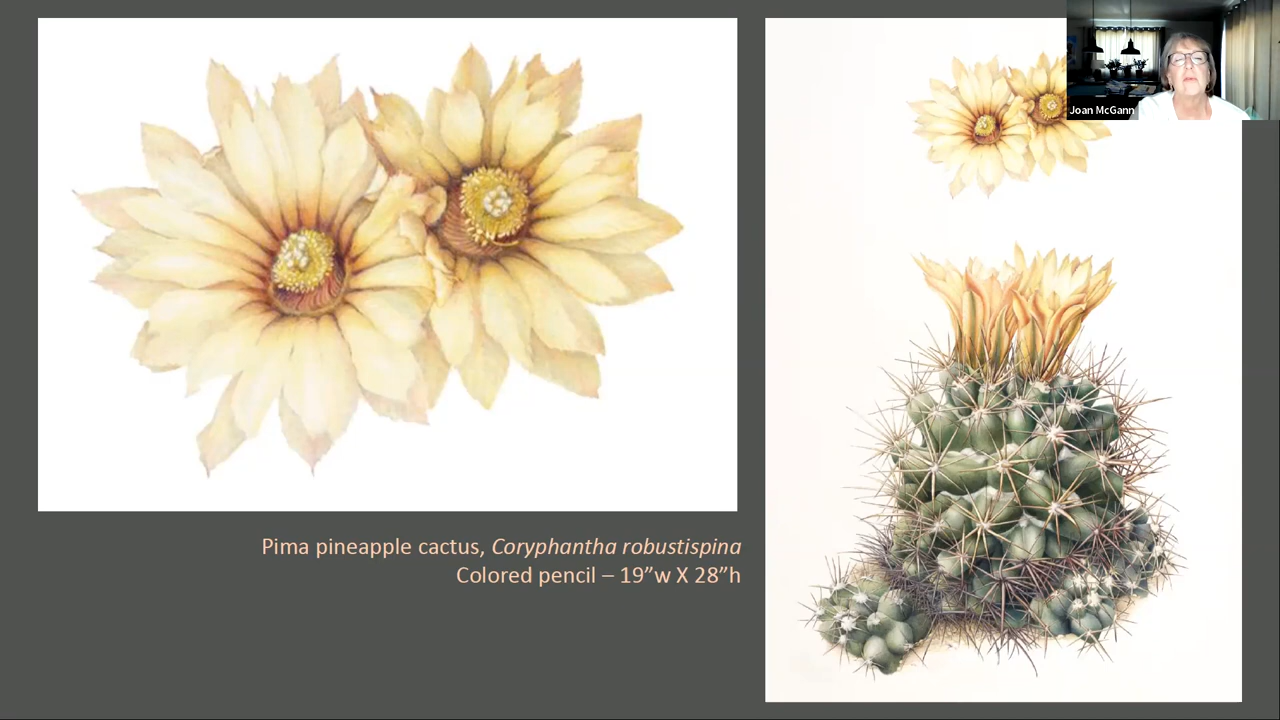 Joan McGann
Pima pineapple cactus, Coryphantha robustispina
Colored pencil – 19”w X 28”h